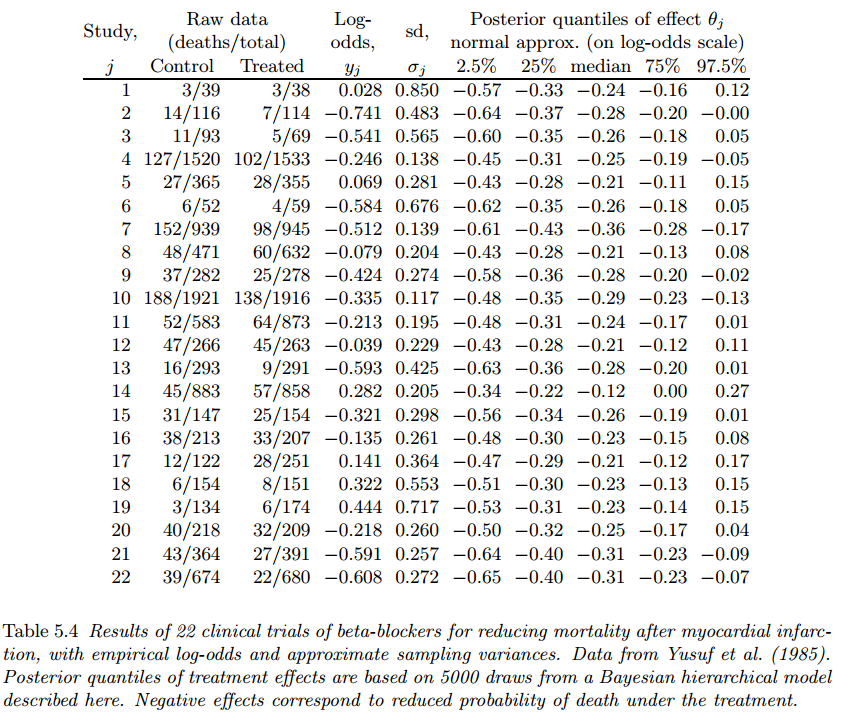 Study, Raw data Log- sd, Posterior quantiles of effect θj
(deaths/total) odds, normal approx. (on log-odds scale)
j Control Treated yj σj 2.5% 25% median 75% 97.5%
1 3/39 3/38 0.028 0.850 −0.57 −0.33 −0.24 −0.16 0.12
2 14/116 7/114 −0.741 0.483 −0.64 −0.37 −0.28 −0.20 −0.00
3 11/93 5/69 −0.541 0.565 −0.60 −0.35 −0.26 −0.18 0.05
4 127/1520 102/1533 −0.246 0.138 −0.45 −0.31 −0.25 −0.19 −0.05
5 27/365 28/355 0.069 0.281 −0.43 −0.28 −0.21 −0.11 0.15
6 6/52 4/59 −0.584 0.676 −0.62 −0.35 −0.26 −0.18 0.05
7 152/939 98/945 −0.512 0.139 −0.61 −0.43 −0.36 −0.28 −0.17
8 48/471 60/632 −0.079 0.204 −0.43 −0.28 −0.21 −0.13 0.08
9 37/282 25/278 −0.424 0.274 −0.58 −0.36 −0.28 −0.20 −0.02
10 188/1921 138/1916 −0.335 0.117 −0.48 −0.35 −0.29 −0.23 −0.13
11 52/583 64/873 −0.213 0.195 −0.48 −0.31 −0.24 −0.17 0.01
12 47/266 45/263 −0.039 0.229 −0.43 −0.28 −0.21 −0.12 0.11
13 16/293 9/291 −0.593 0.425 −0.63 −0.36 −0.28 −0.20 0.01
14 45/883 57/858 0.282 0.205 −0.34 −0.22 −0.12 0.00 0.27
15 31/147 25/154 −0.321 0.298 −0.56 −0.34 −0.26 −0.19 0.01
16 38/213 33/207 −0.135 0.261 −0.48 −0.30 −0.23 −0.15 0.08
17 12/122 28/251 0.141 0.364 −0.47 −0.29 −0.21 −0.12 0.17
18 6/154 8/151 0.322 0.553 −0.51 −0.30 −0.23 −0.13 0.15
19 3/134 6/174 0.444 0.717 −0.53 −0.31 −0.23 −0.14 0.15
20 40/218 32/209 −0.218 0.260 −0.50 −0.32 −0.25 −0.17 0.04
21 43/364 27/391 −0.591 0.257 −0.64 −0.40 −0.31 −0.23 −0.09
22 39/674 22/680 −0.608 0.272 −0.65 −0.40 −0.31 −0.23 −0.07
Table 5.4 Results of 22 clinical trials of beta-blockers for reducing mortality after myocardial infarc-
tion, with empirical log-odds and approximate sampling variances. Data from Yusuf et al. (1985).
Posterior quantiles of treatment effects are based on 5000 draws from a Bayesian hierarchical model
described here. Negative effects correspond to reduced probability of death under the treatment.